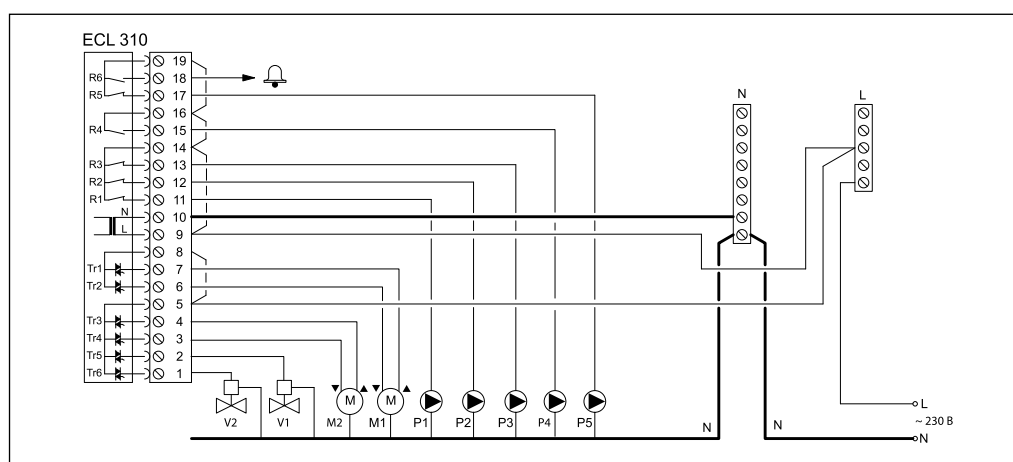 ECL 310
19
R6 18
R5 17
16
R4 15
14
R3 13
R2 12
R1 11
N 10
L 9
8
Tr1 7
Tr2 6
5
Tr3 4
Tr4 3
Tr5 2
Tr6 1
N
L
M M
V2 V1 M2 M1 P1 P2 P3 P4 P5
L
~ 230 В
N N N